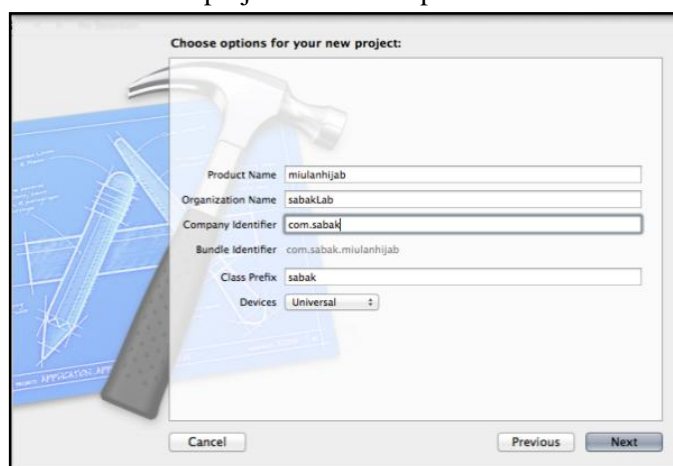 Choose options for your new project:
Product Name miulanhijab
Organization Name sabakLab
Company Identifier com.sabak
Bundle Identifier com.sabak.miulanhijab
Class Prefix sabak
Devices Universal
Cancel Previous Next